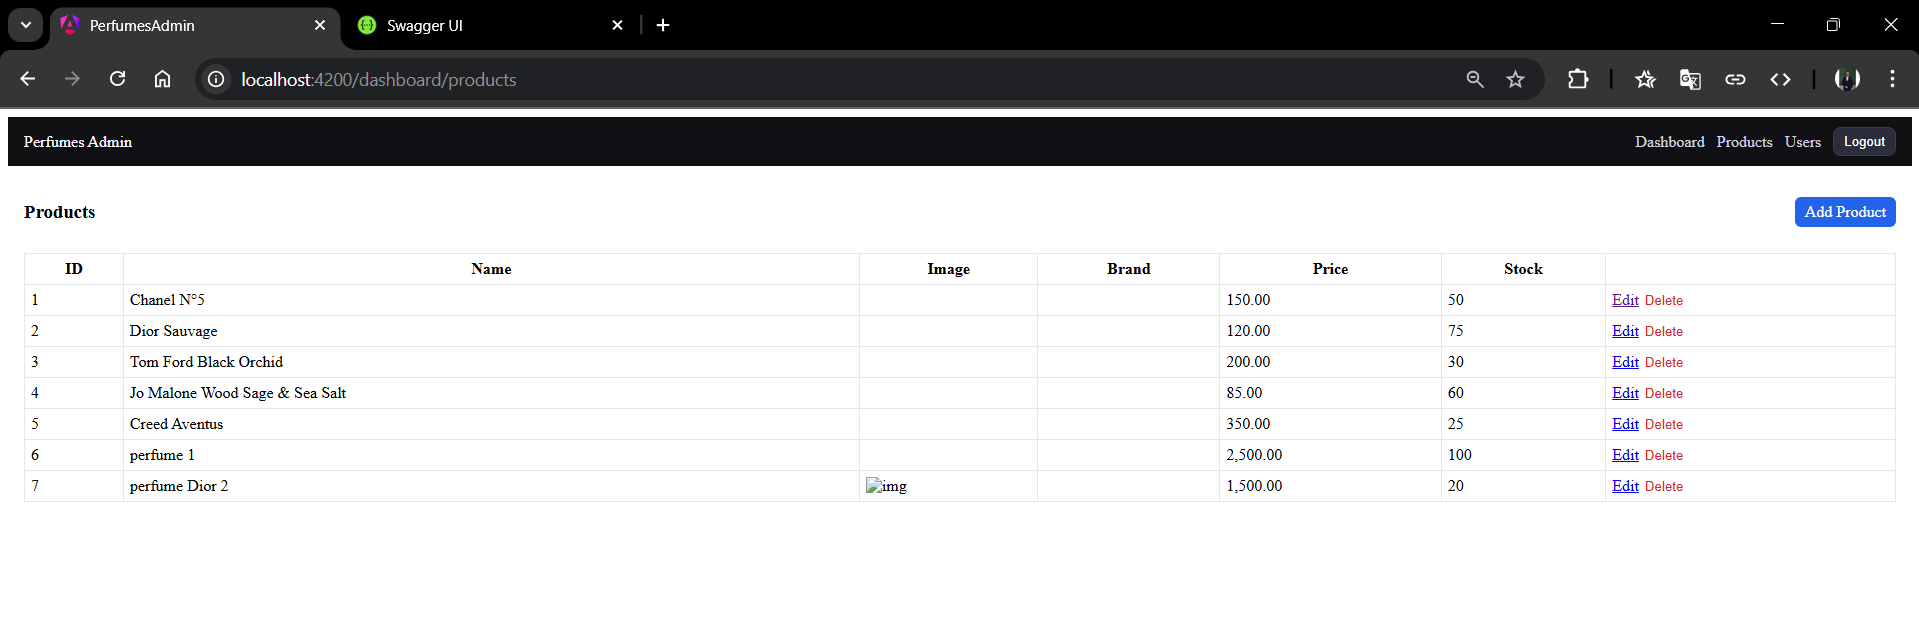 PerfumesAdmin
Swagger UI
localhost:4200/dashboard/products
Perfumes Admin
Dashboard Products Users Logout
Products
Add Product
ID Name Image Brand Price Stock
1 Chanel N°5 150.00 50 Edit Delete
2 Dior Sauvage 120.00 75 Edit Delete
3 Tom Ford Black Orchid 200.00 30 Edit Delete
4 Jo Malone Wood Sage & Sea Salt 85.00 60 Edit Delete
5 Creed Aventus 350.00 25 Edit Delete
6 perfume 1 2,500.00 100 Edit Delete
7 perfume Dior 2 img 1,500.00 20 Edit Delete